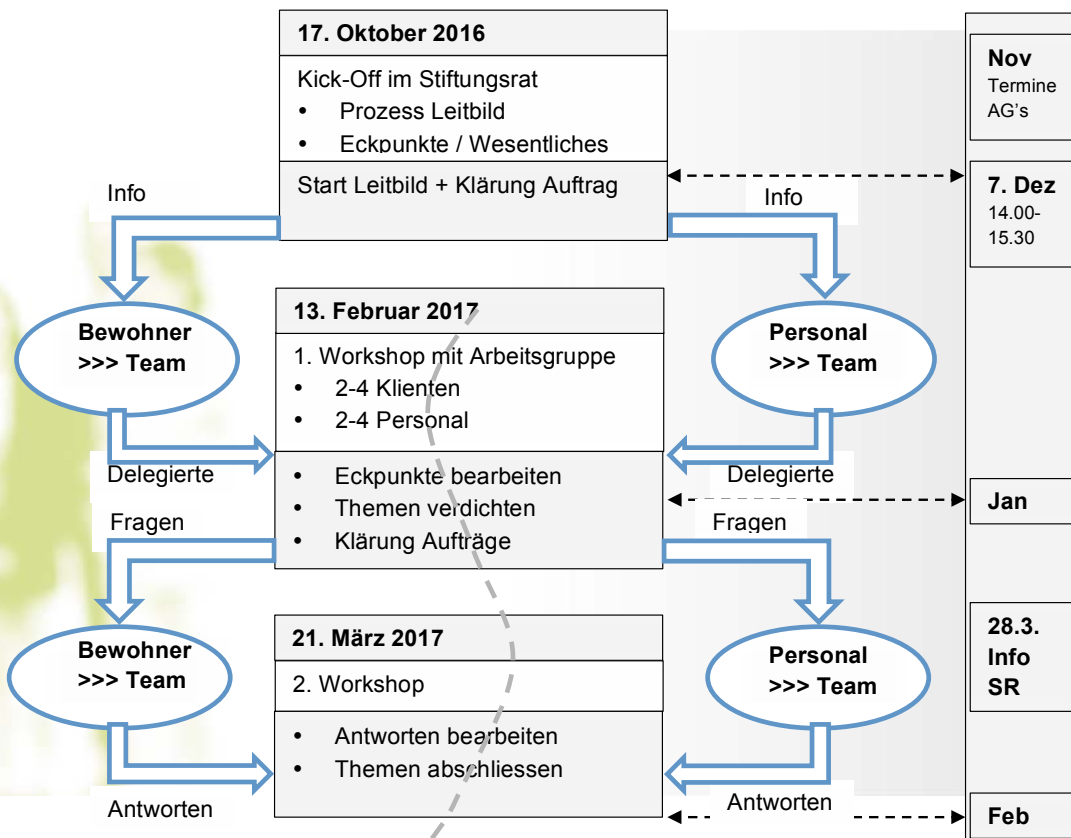 17. Oktober 2016
Kick-Off im Stiftungsrat
• Prozess Leitbild
• Eckpunkte / Wesentliches
Start Leitbild + Klärung Auftrag
Info
Info
Nov
Termine
AG's
7. Dez
14.00-
15.30
Bewohner
>>> Team
13. Februar 2017
1. Workshop mit Arbeitsgruppe
• 2-4 Klienten
• 2-4 Personal
Personal
>>> Team
Delegierte
Delegierte
• Eckpunkte bearbeiten
• Themen verdichten
• Klärung Aufträge
Jan
Fragen
Fragen
Bewohner
>>> Team
21. März 2017
2. Workshop
Personal
>>> Team
28.3.
Info
SR
• Antworten bearbeiten
• Themen abschliessen
Antworten
Antworten
Feb